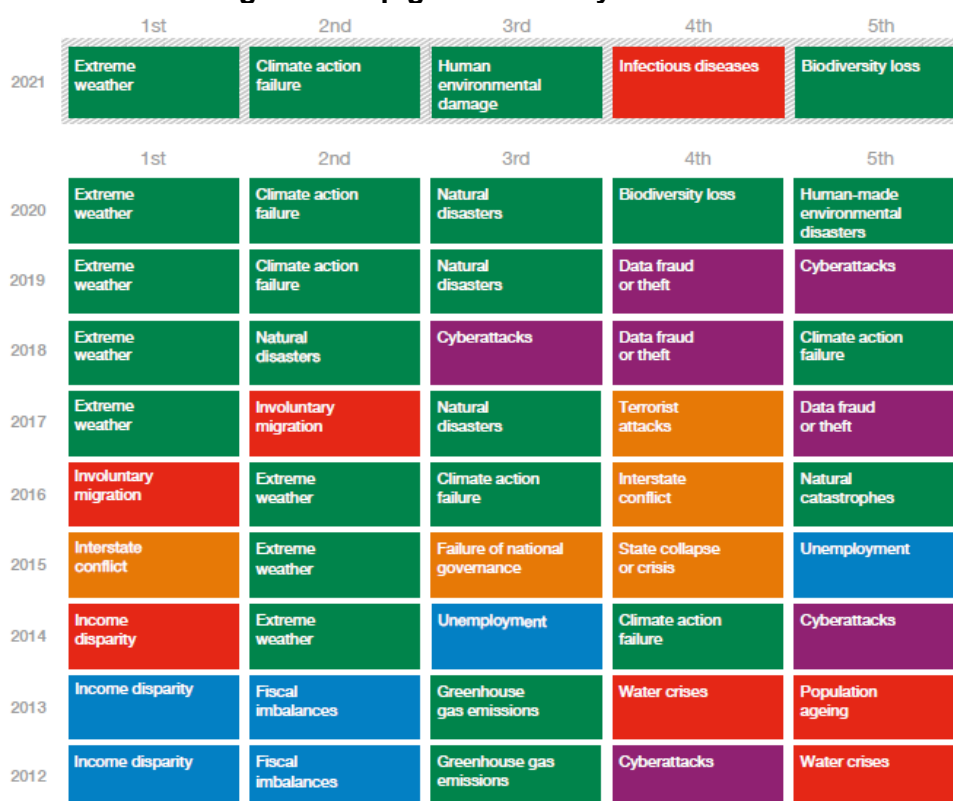 1st
2nd
3rd
4th
5th
2021
Extreme
weather
Climate action
failure
Human
environmental
damage
Infectious diseases
Biodiversity loss
1st
2nd
3rd
4th
5th
2020
Extreme
weather
Climate action
failure
Natural
disasters
Biodiversity loss
Human-made
environmental
disasters
2019
Extreme
weather
Climate action
failure
Natural
disasters
Data fraud
or theft
Cyberattacks
2018
Extreme
weather
Natural
disasters
Cyberattacks
Data fraud
or theft
Climate action
failure
2017
Extreme
weather
Involuntary
migration
Natural
disasters
Terrorist
attacks
Data fraud
or theft
2016
Involuntary
migration
Extreme
weather
Climate action
failure
Interstate
conflict
Natural
catastrophes
2015
Interstate
conflict
Extreme
weather
Failure of national
governance
State collapse
or crisis
Unemployment
2014
Income
disparity
Extreme
weather
Unemployment
Climate action
failure
Cyberattacks
2013
Income disparity
Fiscal
imbalances
Greenhouse
gas emissions
Water crises
Population
ageing
2012
Income disparity
Fiscal
imbalances
Greenhouse gas
emissions
Cyberattacks
Water crises